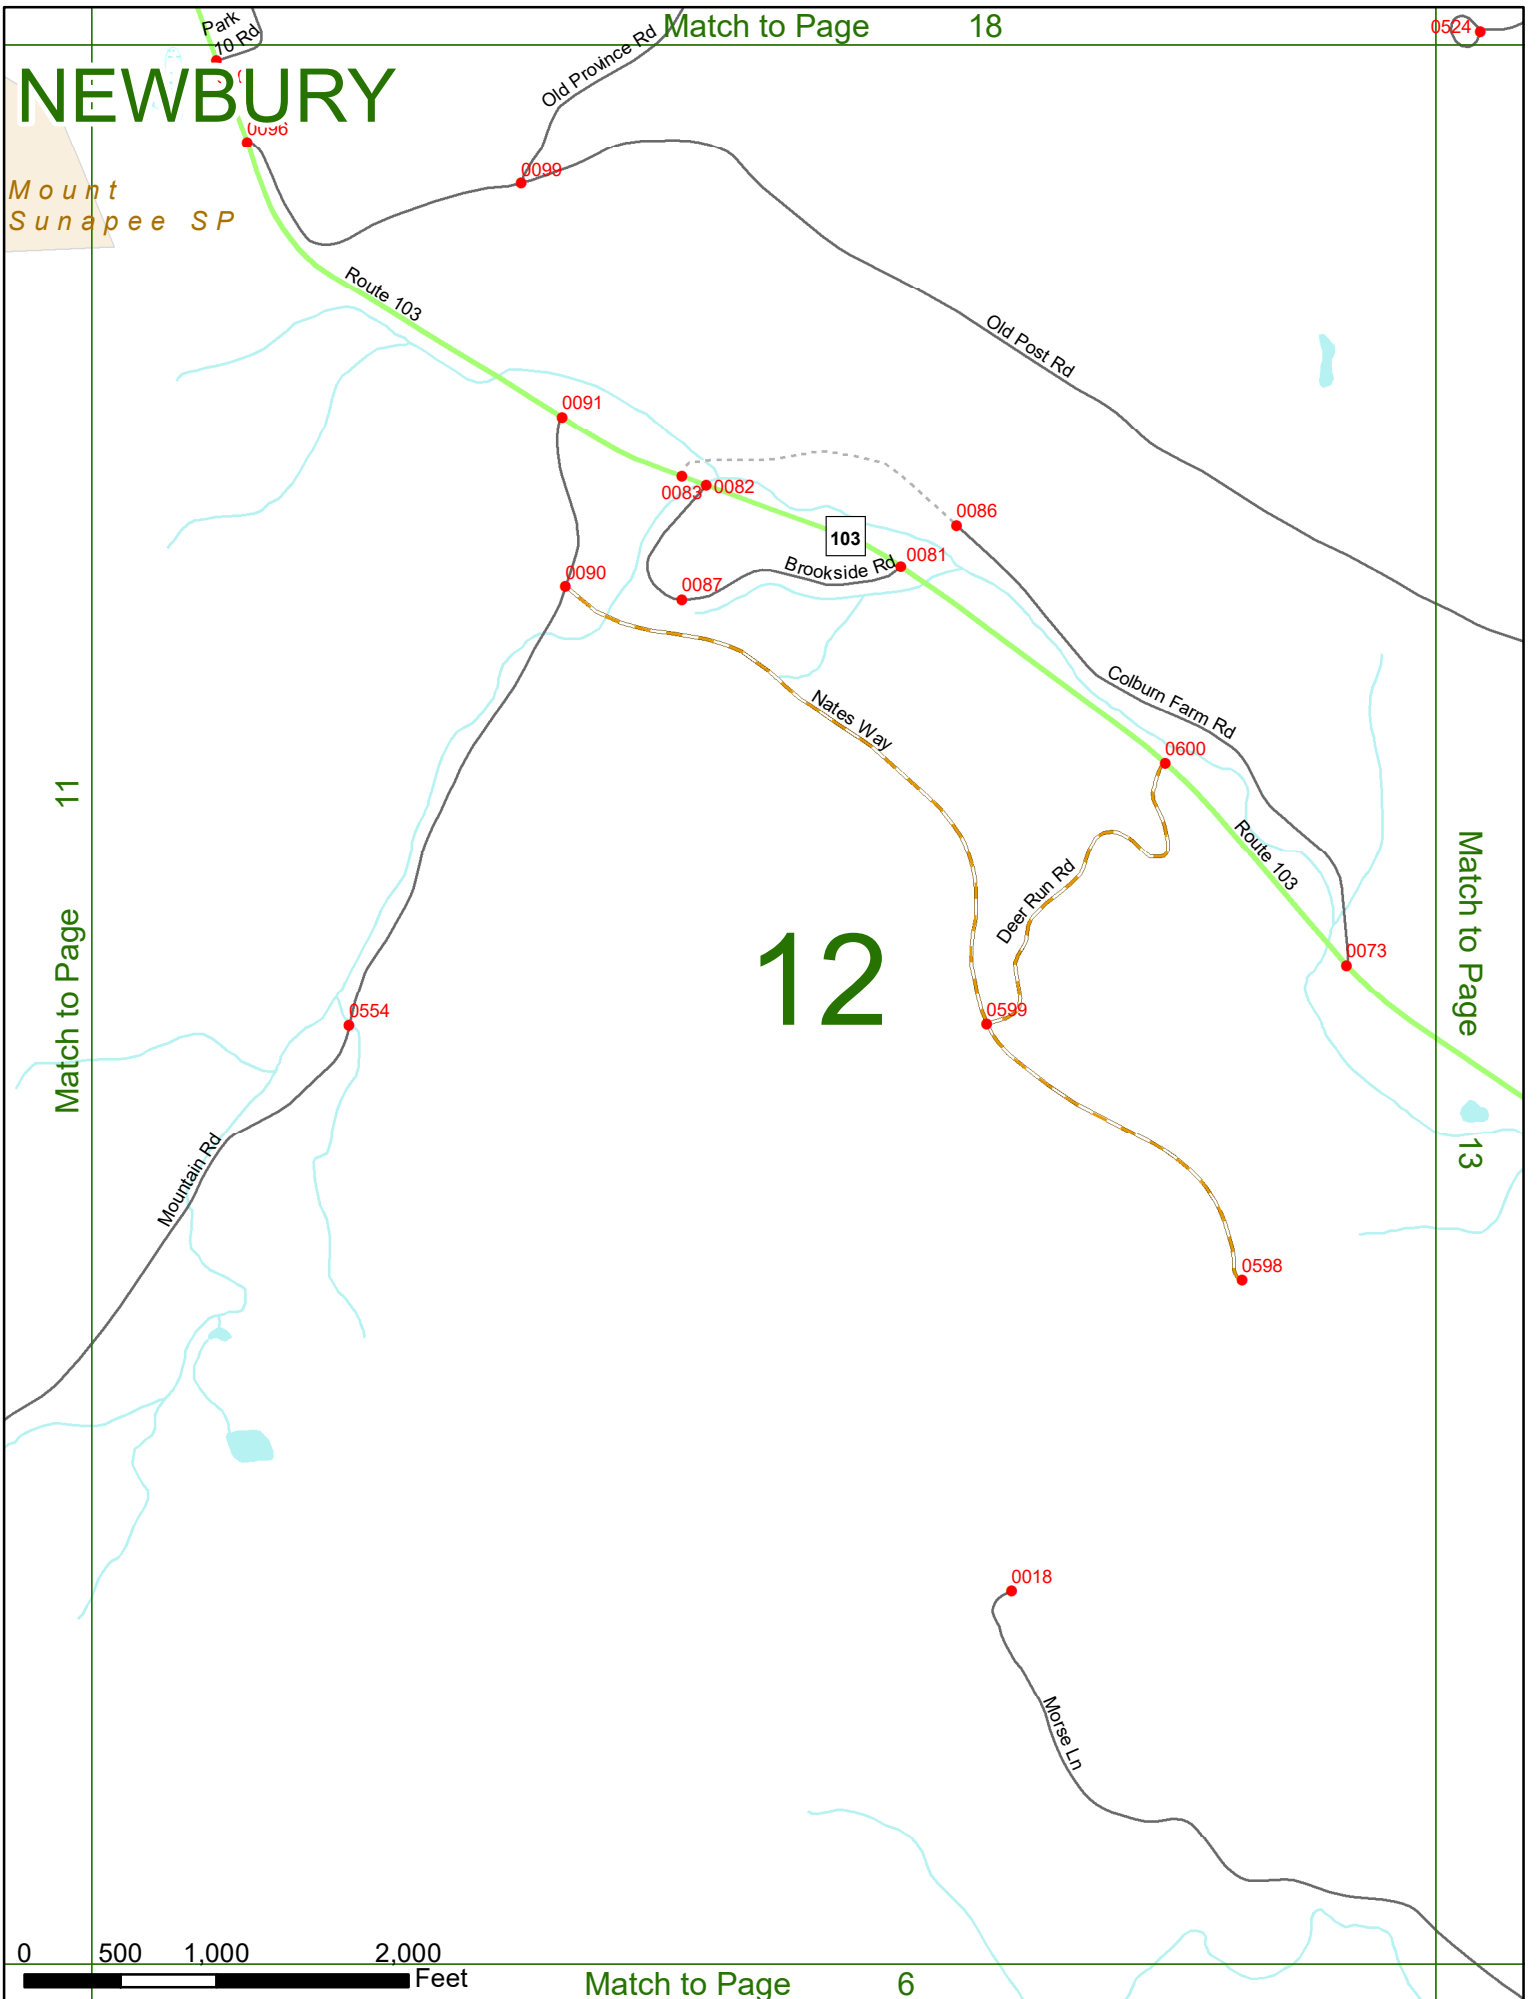 Match to Page 18
0524
Park
10 Rd
Old Province Rd
NEWBURY
0096
0099
Mount
Sunapee SP
Route 103
Old Post Rd
0091
0083
0082
0086
103
0081
Brookside Rd
0090
0087
Colburn Farm Rd
Nates Way
0600
Match to Page 11
Route 103
Deer Run Rd
Match to Page 13
12
0073
0554
0599
Mountain Rd
0598
0018
Morse Ln
0 500 1,000 2,000
Feet
Match to Page 6